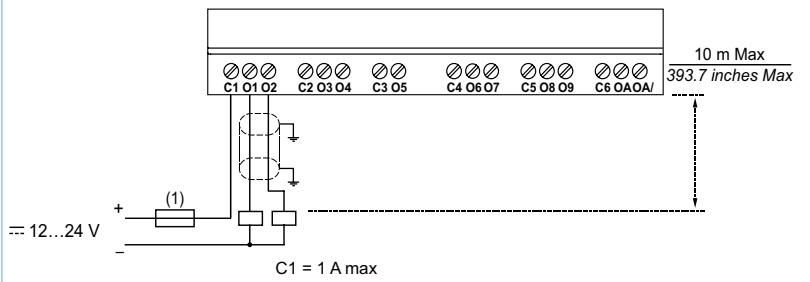 10 m Max
393.7 inches Max
C1 O1 O2 C2 O3 O4 C3 O5 C4 O6 O7 C5 O8 O9 C6 OA OA/
(1)
+
12…24 V
–
C1 = 1 A max